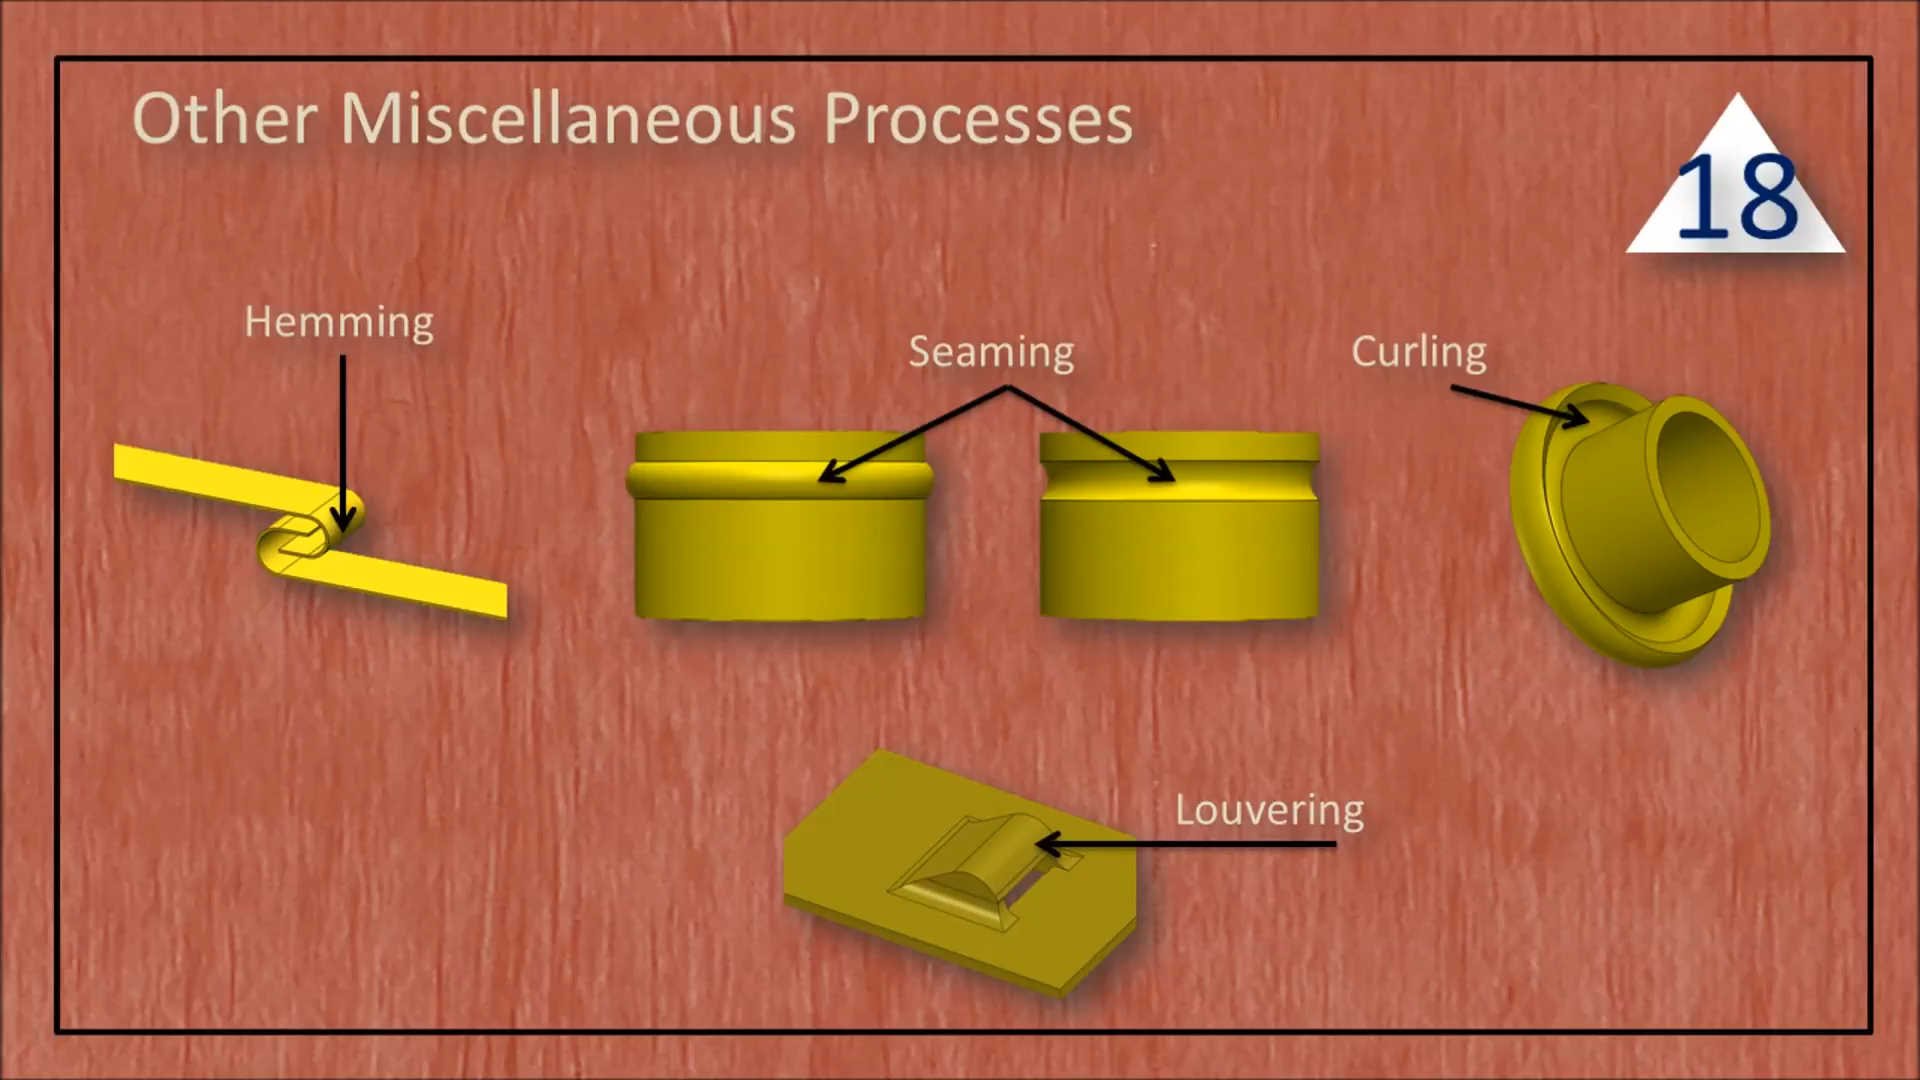 Other Miscellaneous Processes
18
Hemming
Seaming
Curling
Louvering